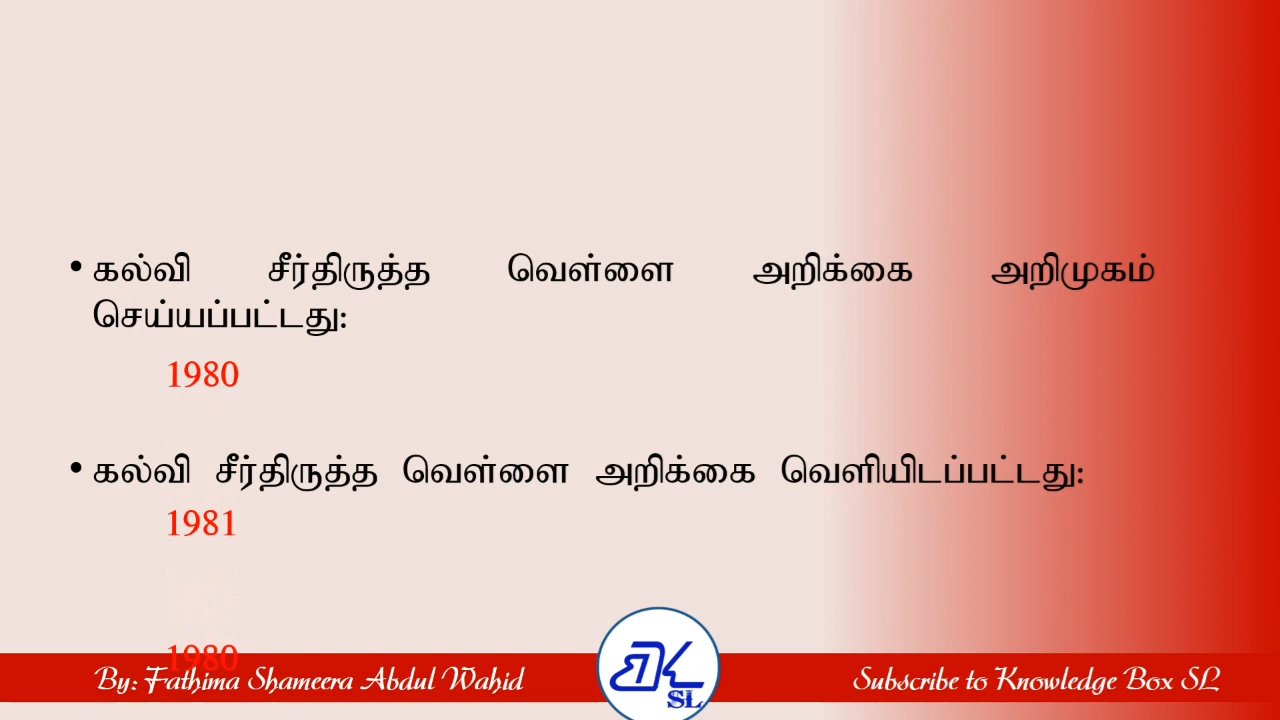 • கல்வி சீர்திருத்த வெள்ளை அறிக்கை அறிமுகம்
செய்யப்பட்டது:
1980
• கல்வி சீர்திருத்த வெள்ளை அறிக்கை வெளியிடப்பட்டது:
1981
1980
By: Fathima Shameera Abdul Wahid
SL
Subscribe to Knowledge Box SL